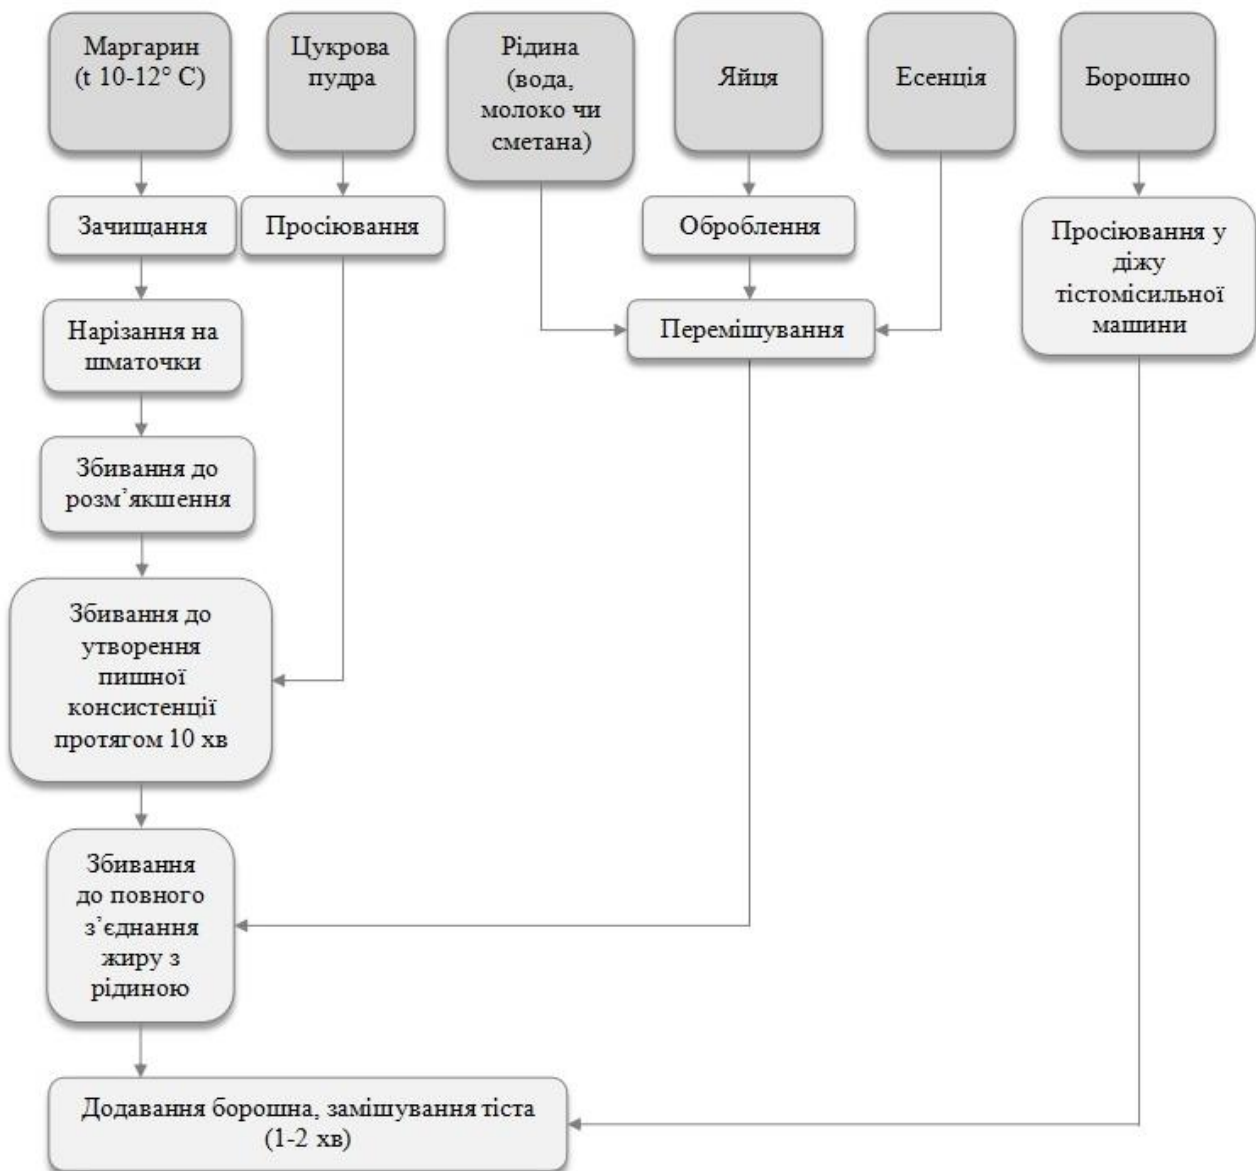 Маргарин
(t 10-12° C)
Цукрова
пудра
Рідина
(вода,
молоко чи
сметана)
Яйця
Есенція
Борошно
Зачищання
Просіювання
Оброблення
Просіювання у
діжу
тістомісильної
машини
Нарізання на
шматочки
Перемішування
Збивання до
розм’якшення
Збивання до
утворення
пишної
консистенції
протягом 10 хв
Збивання
до повного
з’єднання
жиру з
рідиною
Додавання борошна, замішування тіста
(1-2 хв)